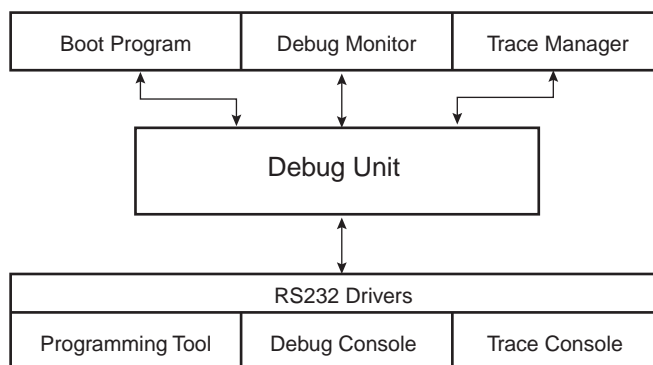 Boot Program Debug Monitor Trace Manager
Debug Unit
RS232 Drivers
Programming Tool Debug Console Trace Console